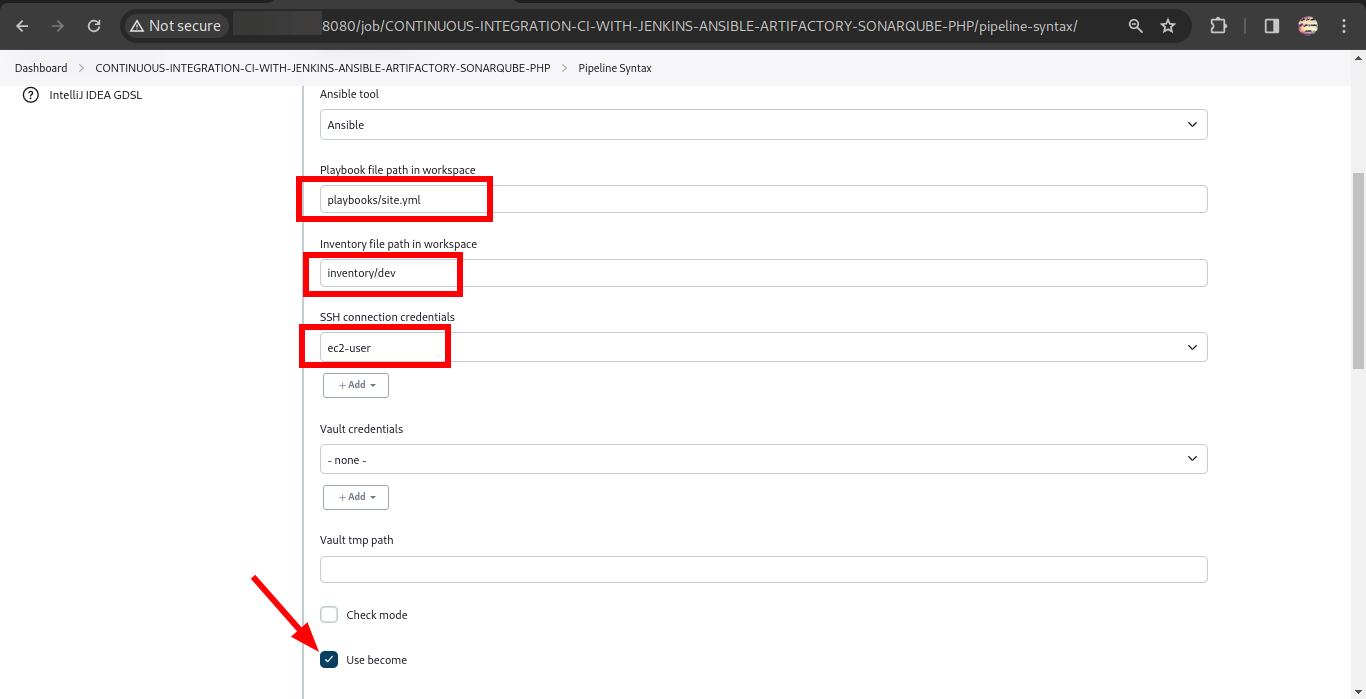 Not secure 8080/job/CONTINUOUS-INTEGRATION-CI-WITH-JENKINS-ANSIBLE-ARTIFACTORY-SONARQUBE-PHP/pipeline-syntax/
Dashboard CONTINUOUS-INTEGRATION-CI-WITH-JENKINS-ANSIBLE-ARTIFACTORY-SONARQUBE-PHP Pipeline Syntax
IntelliJ IDEA GDSL
Ansible tool
Ansible
Playbook file path in workspace
playbooks/site.yml
Inventory file path in workspace
inventory/dev
SSH connection credentials
ec2-user
+ Add
Vault credentials
- none -
+ Add
Vault tmp path
Check mode
Use become